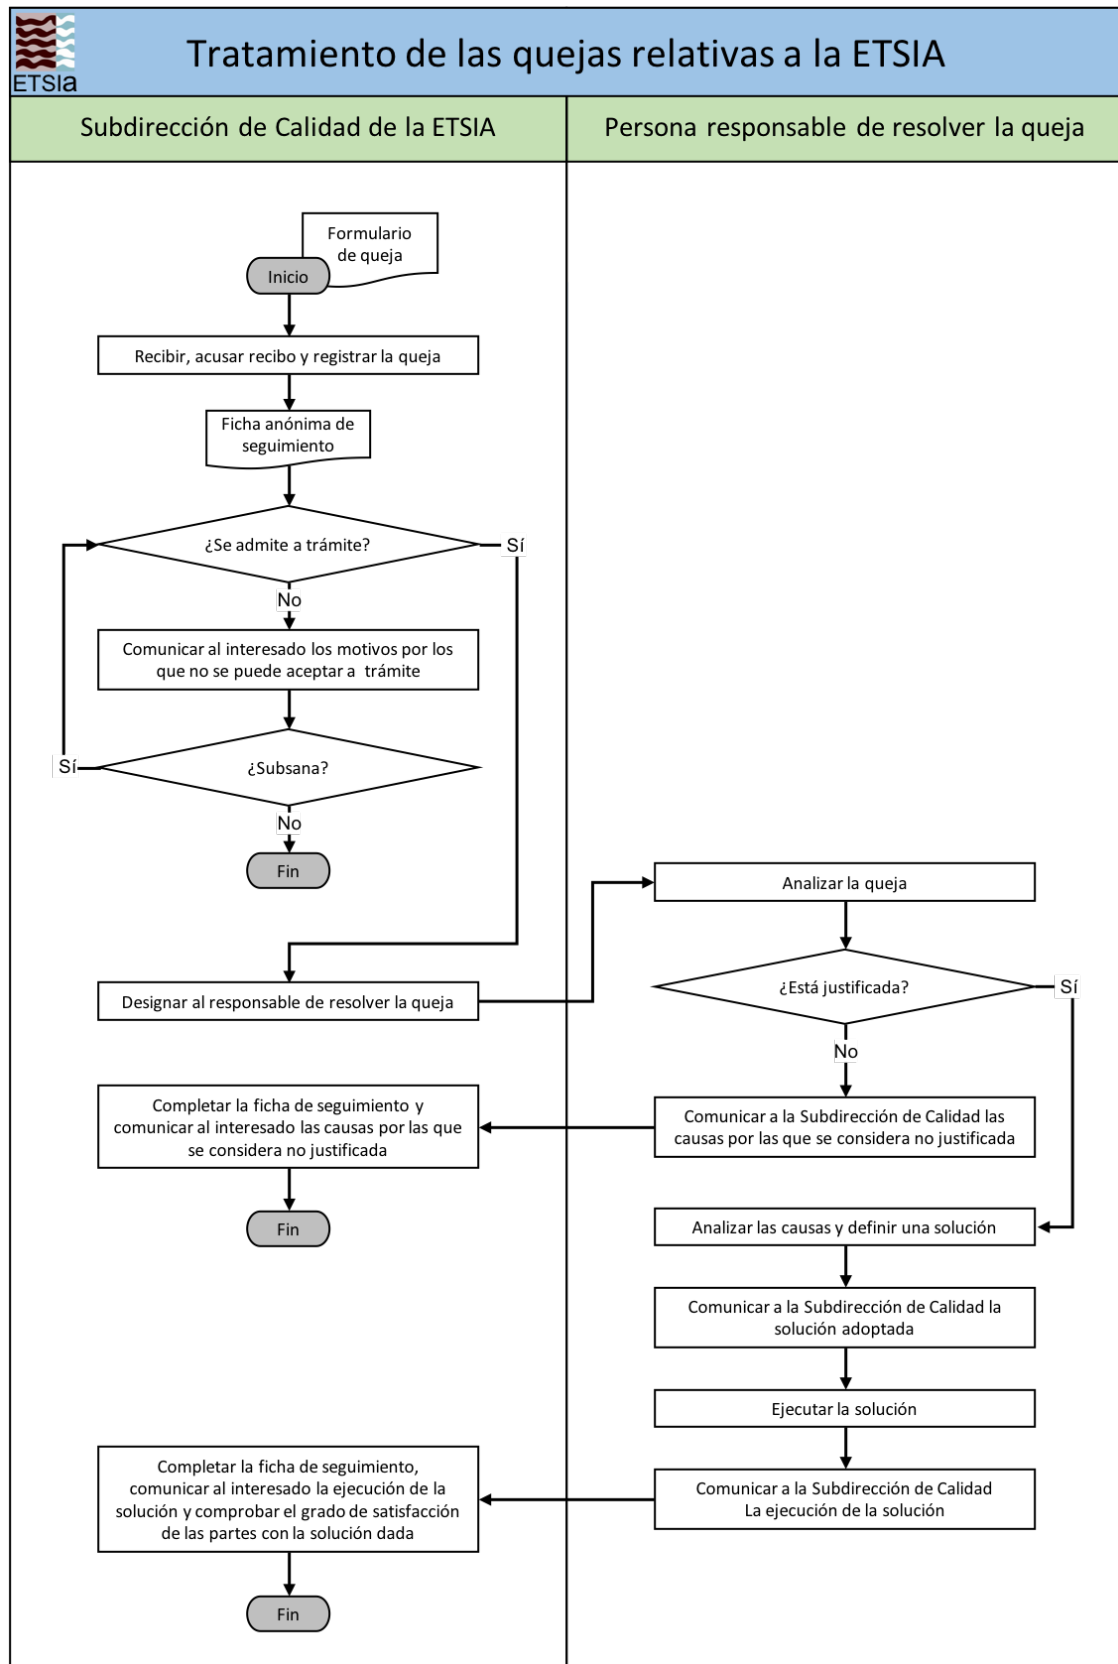 ETSIa
Tratamiento de las quejas relativas a la ETSIA
Subdirección de Calidad de la ETSIA
Persona responsable de resolver la queja
Formulario
de queja
Inicio
Recibir, acusar recibo y registrar la queja
Ficha anónima de
seguimiento
¿Se admite a trámite?
Sí
No
Comunicar al interesado los motivos por los
que no se puede aceptar a trámite
¿Subsana?
Sí
No
Fin
Analizar la queja
¿Está justificada?
Sí
Designar al responsable de resolver la queja
No
Completar la ficha de seguimiento y
comunicar al interesado las causas por las que
se considera no justificada
Comunicar a la Subdirección de Calidad las
causas por las que se considera no justificada
Fin
Analizar las causas y definir una solución
Comunicar a la Subdirección de Calidad la
solución adoptada
Ejecutar la solución
Completar la ficha de seguimiento,
comunicar al interesado la ejecución de la
solución y comprobar el grado de satisfacción
de las partes con la solución dada
Comunicar a la Subdirección de Calidad
La ejecución de la solución
Fin